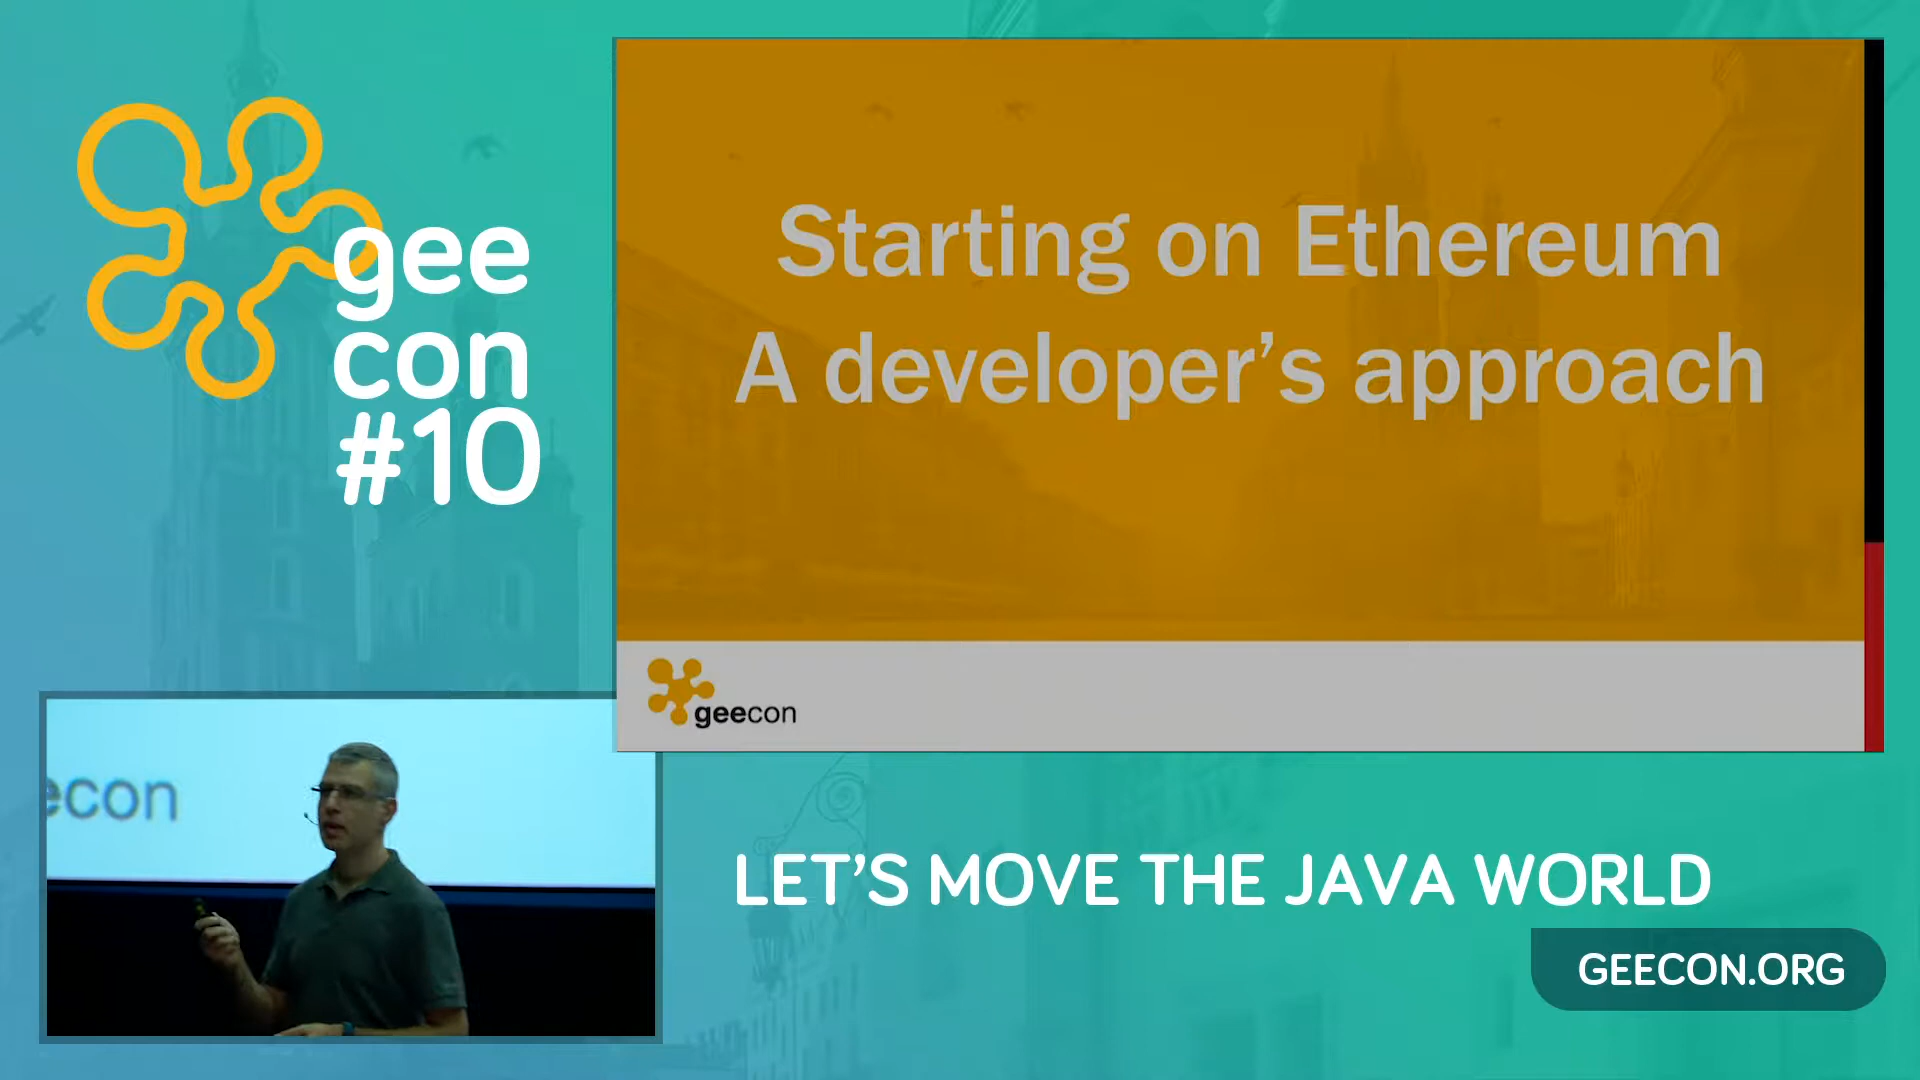 gee
con
#10
Starting on Ethereum
A developer’s approach
geecon
econ
LET’S MOVE THE JAVA WORLD
GEECON.ORG